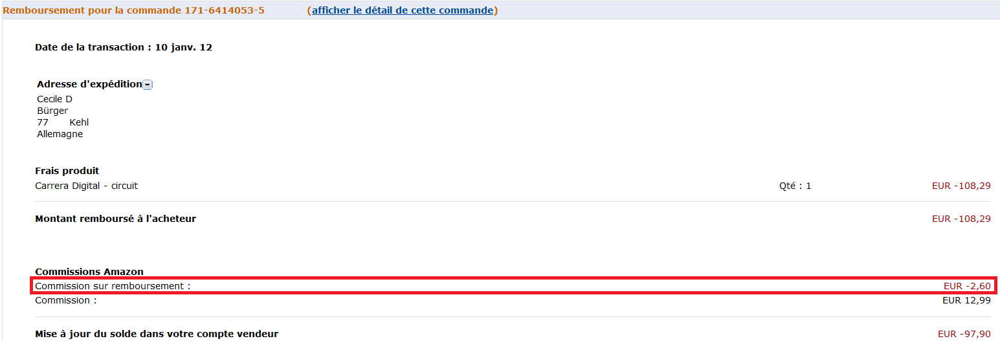 Remboursement pour la commande 171-6414053-5 (afficher le détail de cette commande)
Date de la transaction : 10 janv. 12
Adresse d'expédition
Cecile D
Bürger
77 Kehl
Allemagne
Frais produit
Carrera Digital - circuit Qté : 1 EUR -108,29
Montant remboursé à l'acheteur EUR -108,29
Commissions Amazon
Commission sur remboursement : EUR -2,60
Commission : EUR 12,99
Mise à jour du solde dans votre compte vendeur EUR -97,90